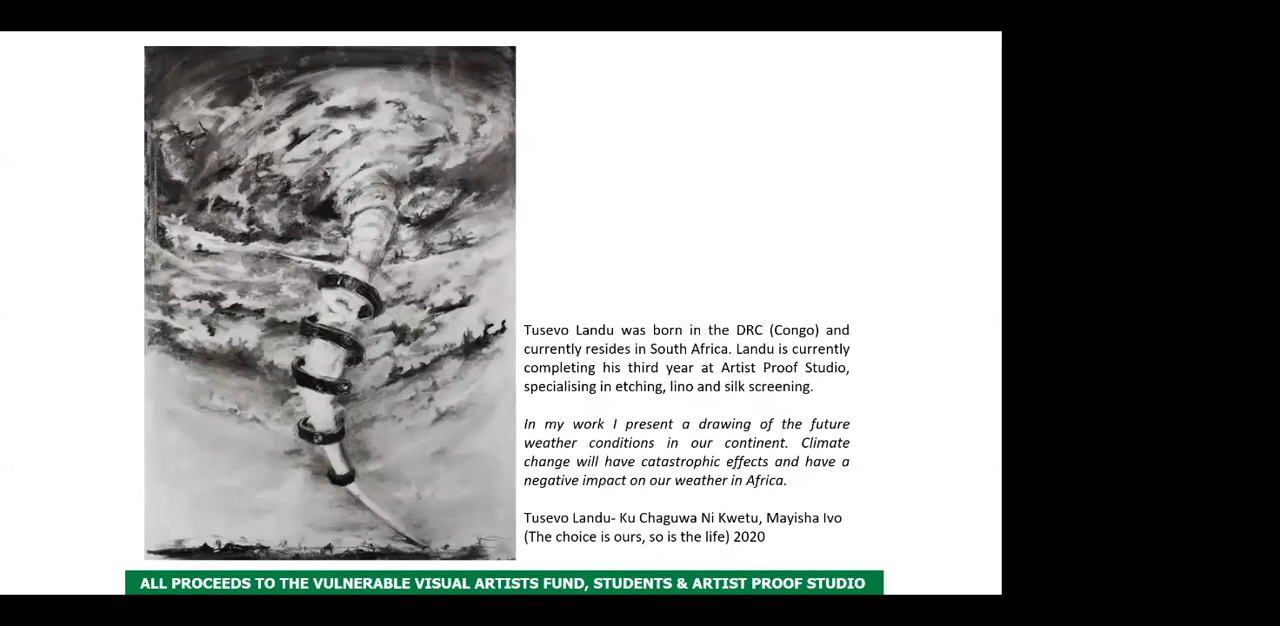 Tusevo Landu was born in the DRC (Congo) and
currently resides in South Africa. Landu is currently
completing his third year at Artist Proof Studio,
specialising in etching, lino and silk screening.
In my work I present a drawing of the future
weather conditions in our continent. Climate
change will have catastrophic effects and have a
negative impact on our weather in Africa.
Tusevo Landu- Ku Chaguwa Ni Kwetu, Mayisha Ivo
(The choice is ours, so is the life) 2020
ALL PROCEEDS TO THE VULNERABLE VISUAL ARTISTS FUND, STUDENTS & ARTIST PROOF STUDIO